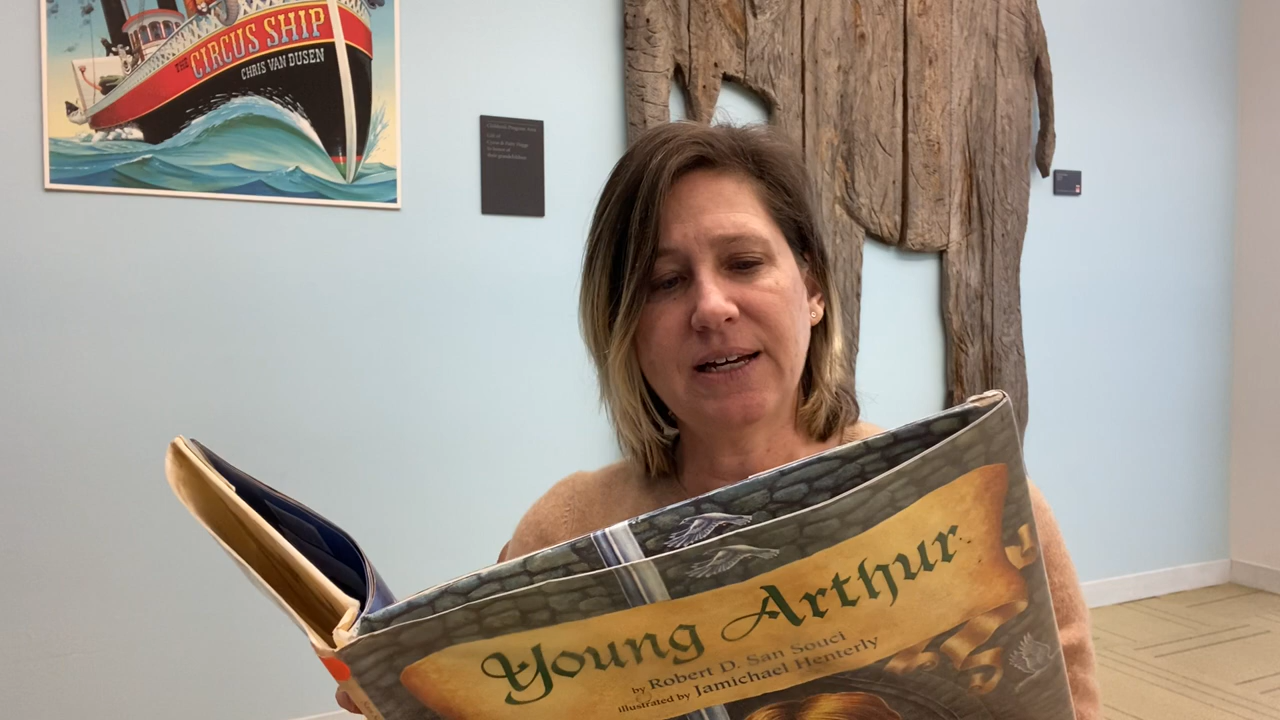 THE CIRCUS SHIP
CHRIS VAN DUSEN
Young Arthur
by Robert D. San Souci
illustrated by Jamichael Henterly